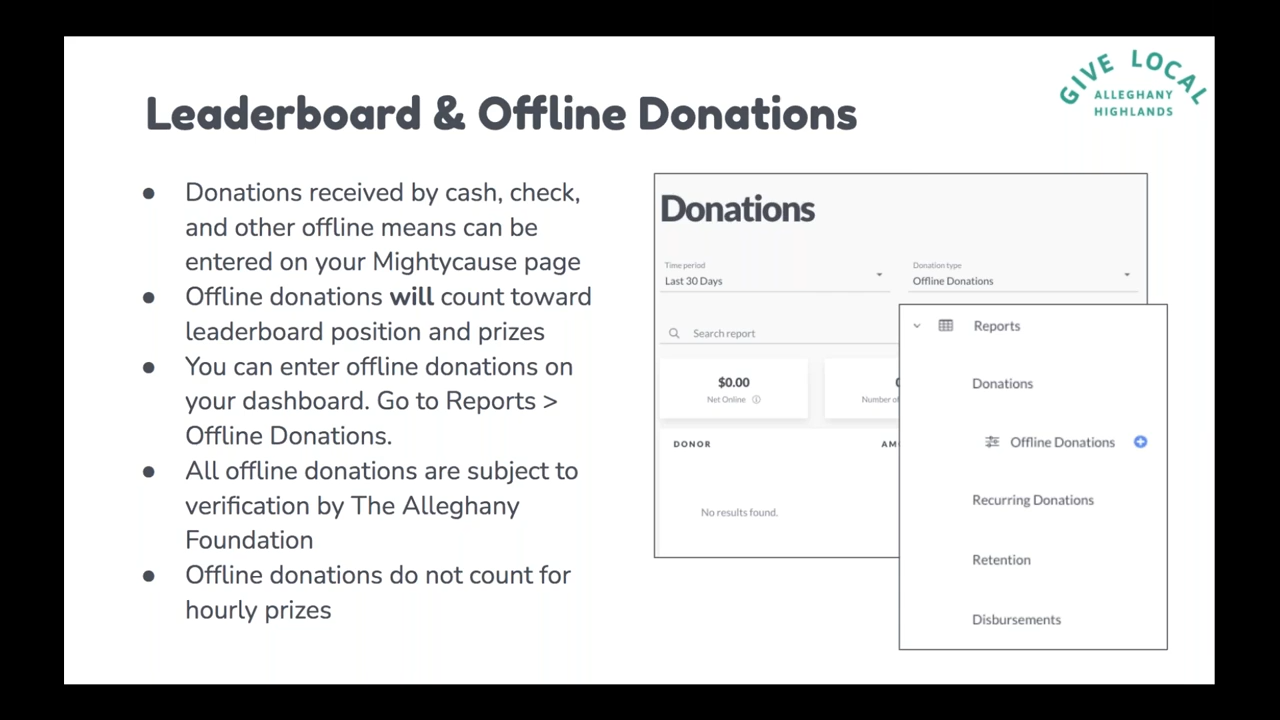 GIVE LOCAL
ALLEGHANY
HIGHLANDS
Leaderboard & Offline Donations
● Donations received by cash, check,
and other offline means can be
entered on your Mightycause page
● Offline donations will count toward
leaderboard position and prizes
● You can enter offline donations on
your dashboard. Go to Reports >
Offline Donations.
● All offline donations are subject to
verification by The Alleghany
Foundation
● Offline donations do not count for
hourly prizes
Donations
Time period
Last 30 Days
Donation type
Offline Donations
Search report
$0.00
Net Online
Number of
DONOR
No results found.
Reports
Donations
Offline Donations
Recurring Donations
Retention
Disbursements